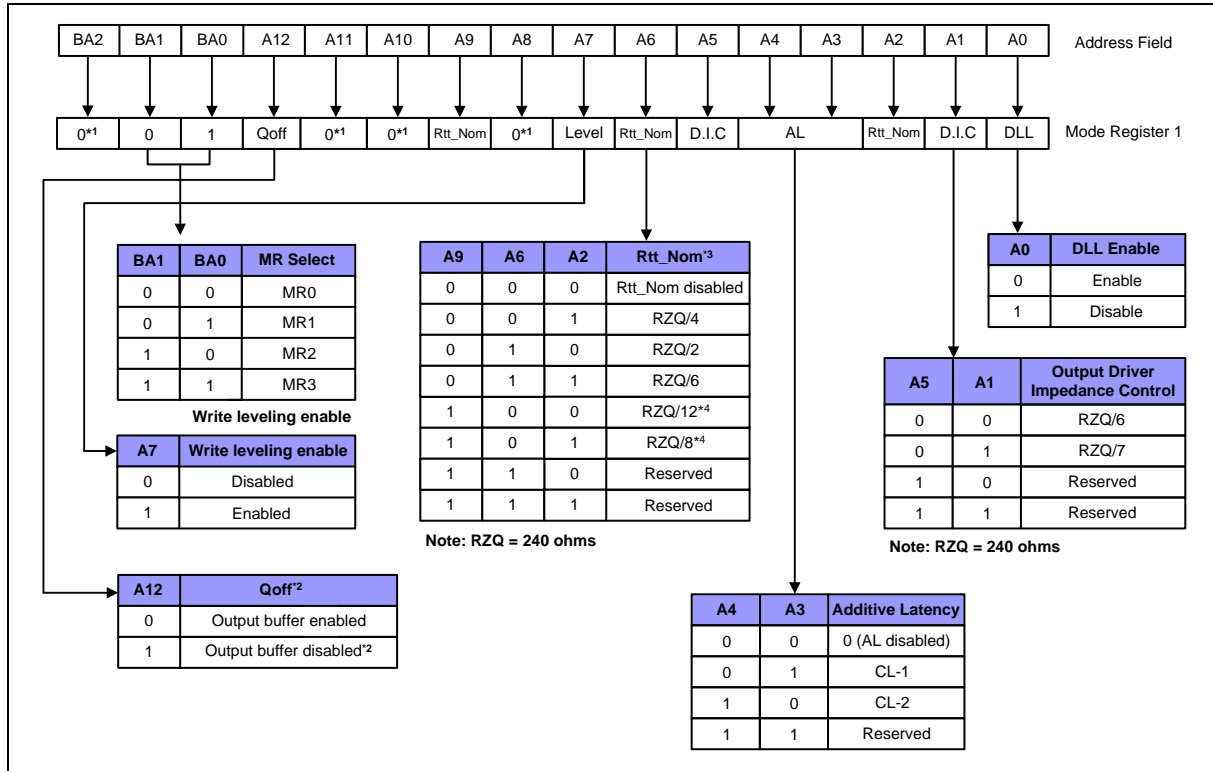 BA2 BA1 BA0 A12 A11 A10 A9 A8 A7 A6 A5 A4 A3 A2 A1 A0 Address Field
0*1 0 1 Qoff 0*1 0*1 Rtt_Nom 0*1 Level Rtt_Nom D.I.C AL Rtt_Nom D.I.C DLL Mode Register 1
BA1 BA0 MR Select
0 0 MR0
0 1 MR1
1 0 MR2
1 1 MR3
Write leveling enable
A7 Write leveling enable
0 Disabled
1 Enabled
A12 Qoff*2
0 Output buffer enabled
1 Output buffer disabled*2
A9 A6 A2 Rtt_Nom*3
0 0 0 Rtt_Nom disabled
0 0 1 RZQ/4
0 1 0 RZQ/2
0 1 1 RZQ/6
1 0 0 RZQ/12*4
1 0 1 RZQ/8*4
1 1 0 Reserved
1 1 1 Reserved
Note: RZQ = 240 ohms
A4 A3 Additive Latency
0 0 0 (AL disabled)
0 1 CL-1
1 0 CL-2
1 1 Reserved
A0 DLL Enable
0 Enable
1 Disable
A5 A1 Output Driver
Impedance Control
0 0 RZQ/6
0 1 RZQ/7
1 0 Reserved
1 1 Reserved
Note: RZQ = 240 ohms